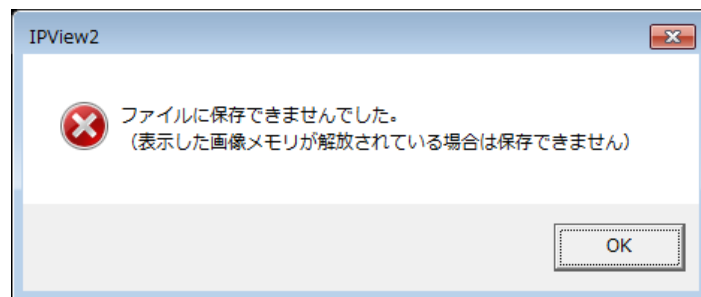 IPView2
ファイルに保存できませんでした。
（表示した画像メモリが解放されている場合は保存できません）
OK